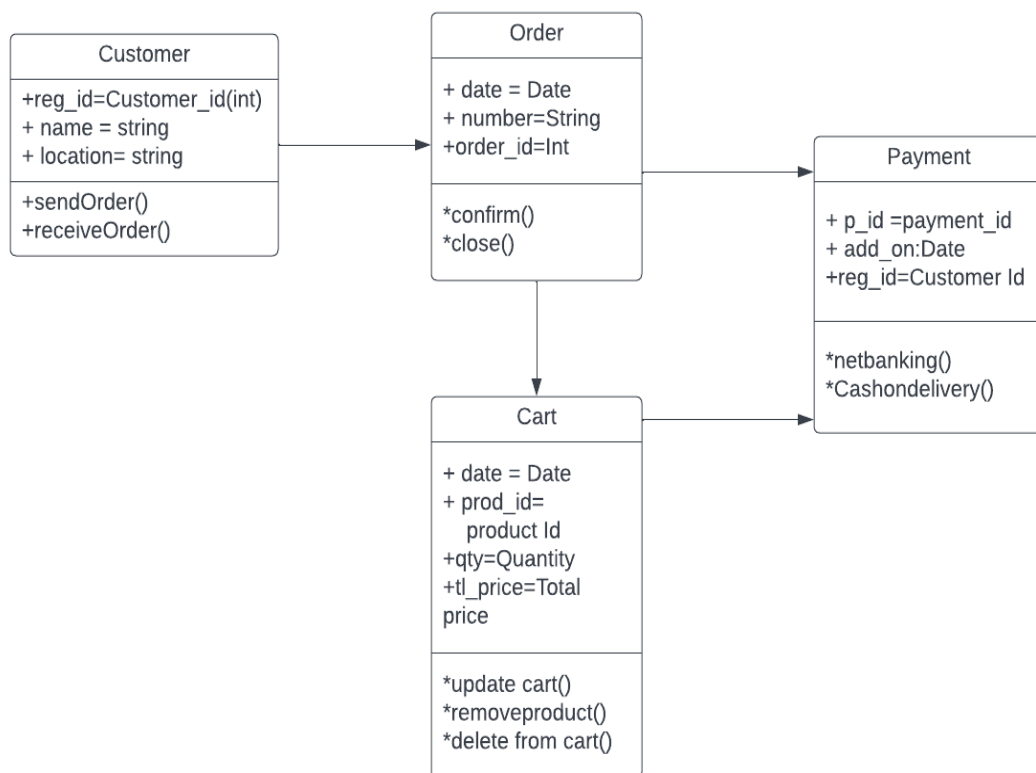 Customer
+reg_id=Customer_id(int)
+ name = string
+ location= string
+sendOrder()
+receiveOrder()
Order
+ date = Date
+ number=String
+order_id=Int
*confirm()
*close()
Payment
+ p_id =payment_id
+ add_on:Date
+reg_id=Customer Id
*netbanking()
*Cashondelivery()
Cart
+ date = Date
+ prod_id=
product Id
+qty=Quantity
+tl_price=Total
price
*update cart()
*removeproduct()
*delete from cart()